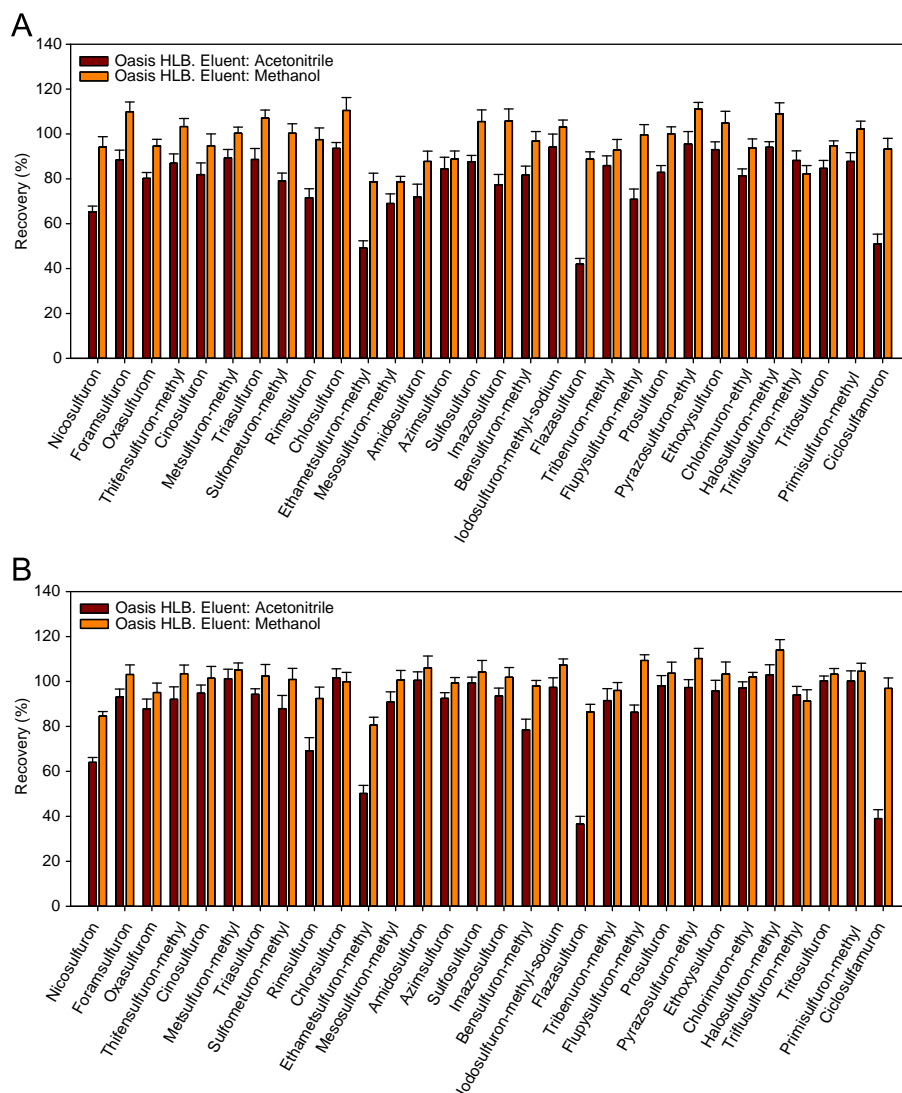 A
140
120
100
80
60
40
20
0
Recovery (%)
Oasis HLB. Eluent: Acetonitrile
Oasis HLB. Eluent: Methanol
Nicosulfuron
Foramsulfuron
Oxasulfurom
Thifensulfuron-methyl
Cinosulfuron
Metsulfuron-methyl
Triasulfuron
Sulfometuron-methyl
Rimsulfuron
Chlorsulfuron
Ethametsulfuron-methyl
Mesosulfuron-methyl
Amidosulfuron
Azimsulfuron
Sulfosulfuron
Imazosulfuron
Bensulfuron-methyl
Iodosulfuron-methyl-sodium
Flazasulfuron
Tribenuron-methyl
Flupysulfuron-methyl
Prosulfuron
Pyrazosulfuron-ethyl
Ethoxysulfuron
Chlorimuron-ethyl
Halosulfuron-methyl
Triflusulfuron-methyl
Tritosulfuron
Primisulfuron-methyl
Ciclosulfamuron
B
140
120
100
80
60
40
20
0
Recovery (%)
Oasis HLB. Eluent: Acetonitrile
Oasis HLB. Eluent: Methanol
Nicosulfuron
Foramsulfuron
Oxasulfurom
Thifensulfuron-methyl
Cinosulfuron
Metsulfuron-methyl
Triasulfuron
Sulfometuron-methyl
Rimsulfuron
Chlorsulfuron
Ethametsulfuron-methyl
Mesosulfuron-methyl
Amidosulfuron
Azimsulfuron
Sulfosulfuron
Imazosulfuron
Bensulfuron-methyl
Iodosulfuron-methyl-sodium
Flazasulfuron
Tribenuron-methyl
Flupysulfuron-methyl
Prosulfuron
Pyrazosulfuron-ethyl
Ethoxysulfuron
Chlorimuron-ethyl
Halosulfuron-methyl
Triflusulfuron-methyl
Tritosulfuron
Primisulfuron-methyl
Ciclosulfamuron